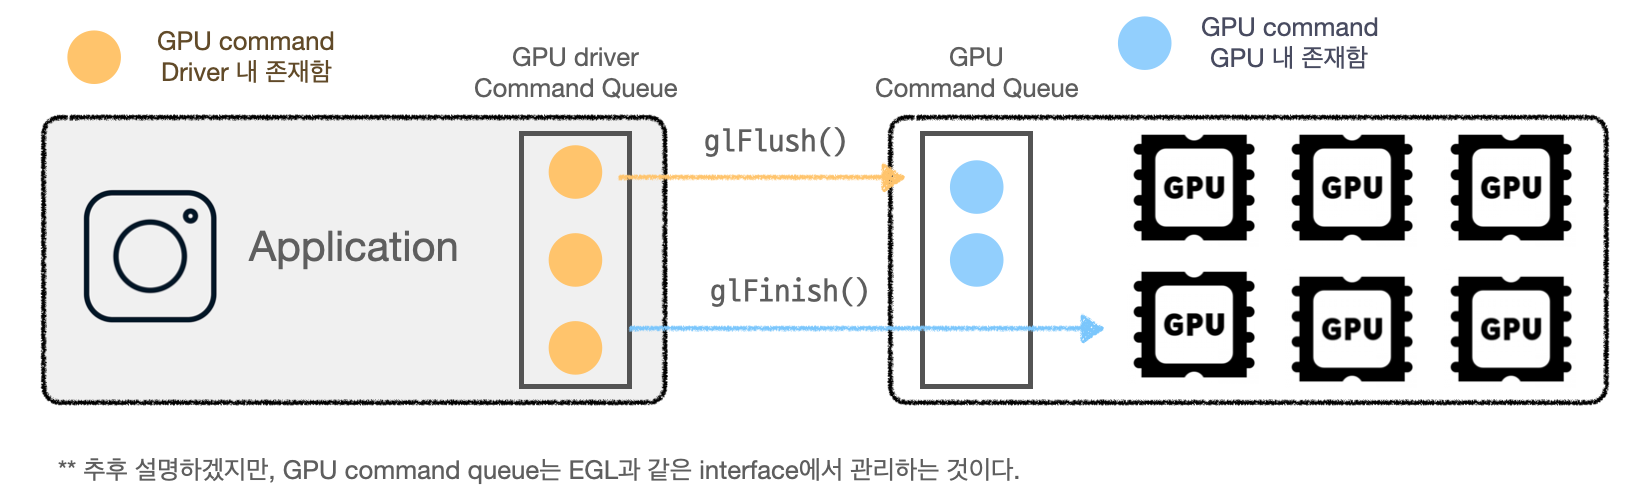 GPU command
Driver 내 존재함
GPU driver
Command Queue
GPU
Command Queue
GPU command
GPU 내 존재함
Application
glFlush()
glFinish()
GPU
GPU
GPU
GPU
GPU
GPU
** 추후 설명하겠지만, GPU command queue는 EGL과 같은 interface에서 관리하는 것이다.